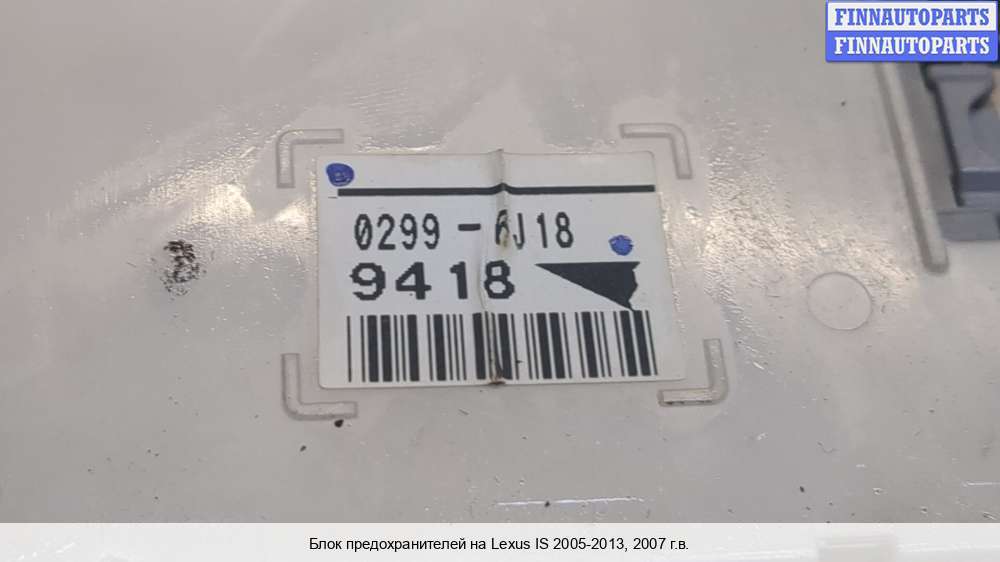 FINNAUTOPARTS
FINNAUTOPARTS
0299-6J18
9418
Блок предохранителей на Lexus IS 2005-2013, 2007 г.в.